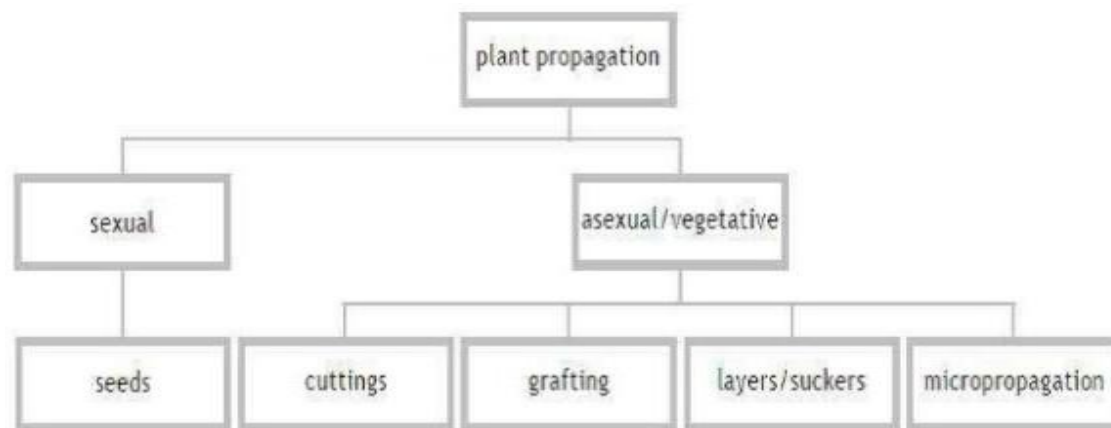 plant propagation
sexual
asexual/vegetative
seeds
cuttings
grafting
layers/suckers
micropropagation